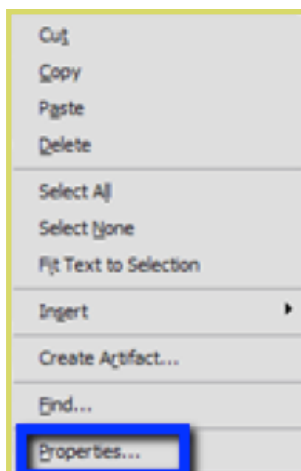 Cut
Copy
Paste
Delete
Select All
Select None
Fit Text to Selection
Insert
Create Artifact...
Find...
Properties...